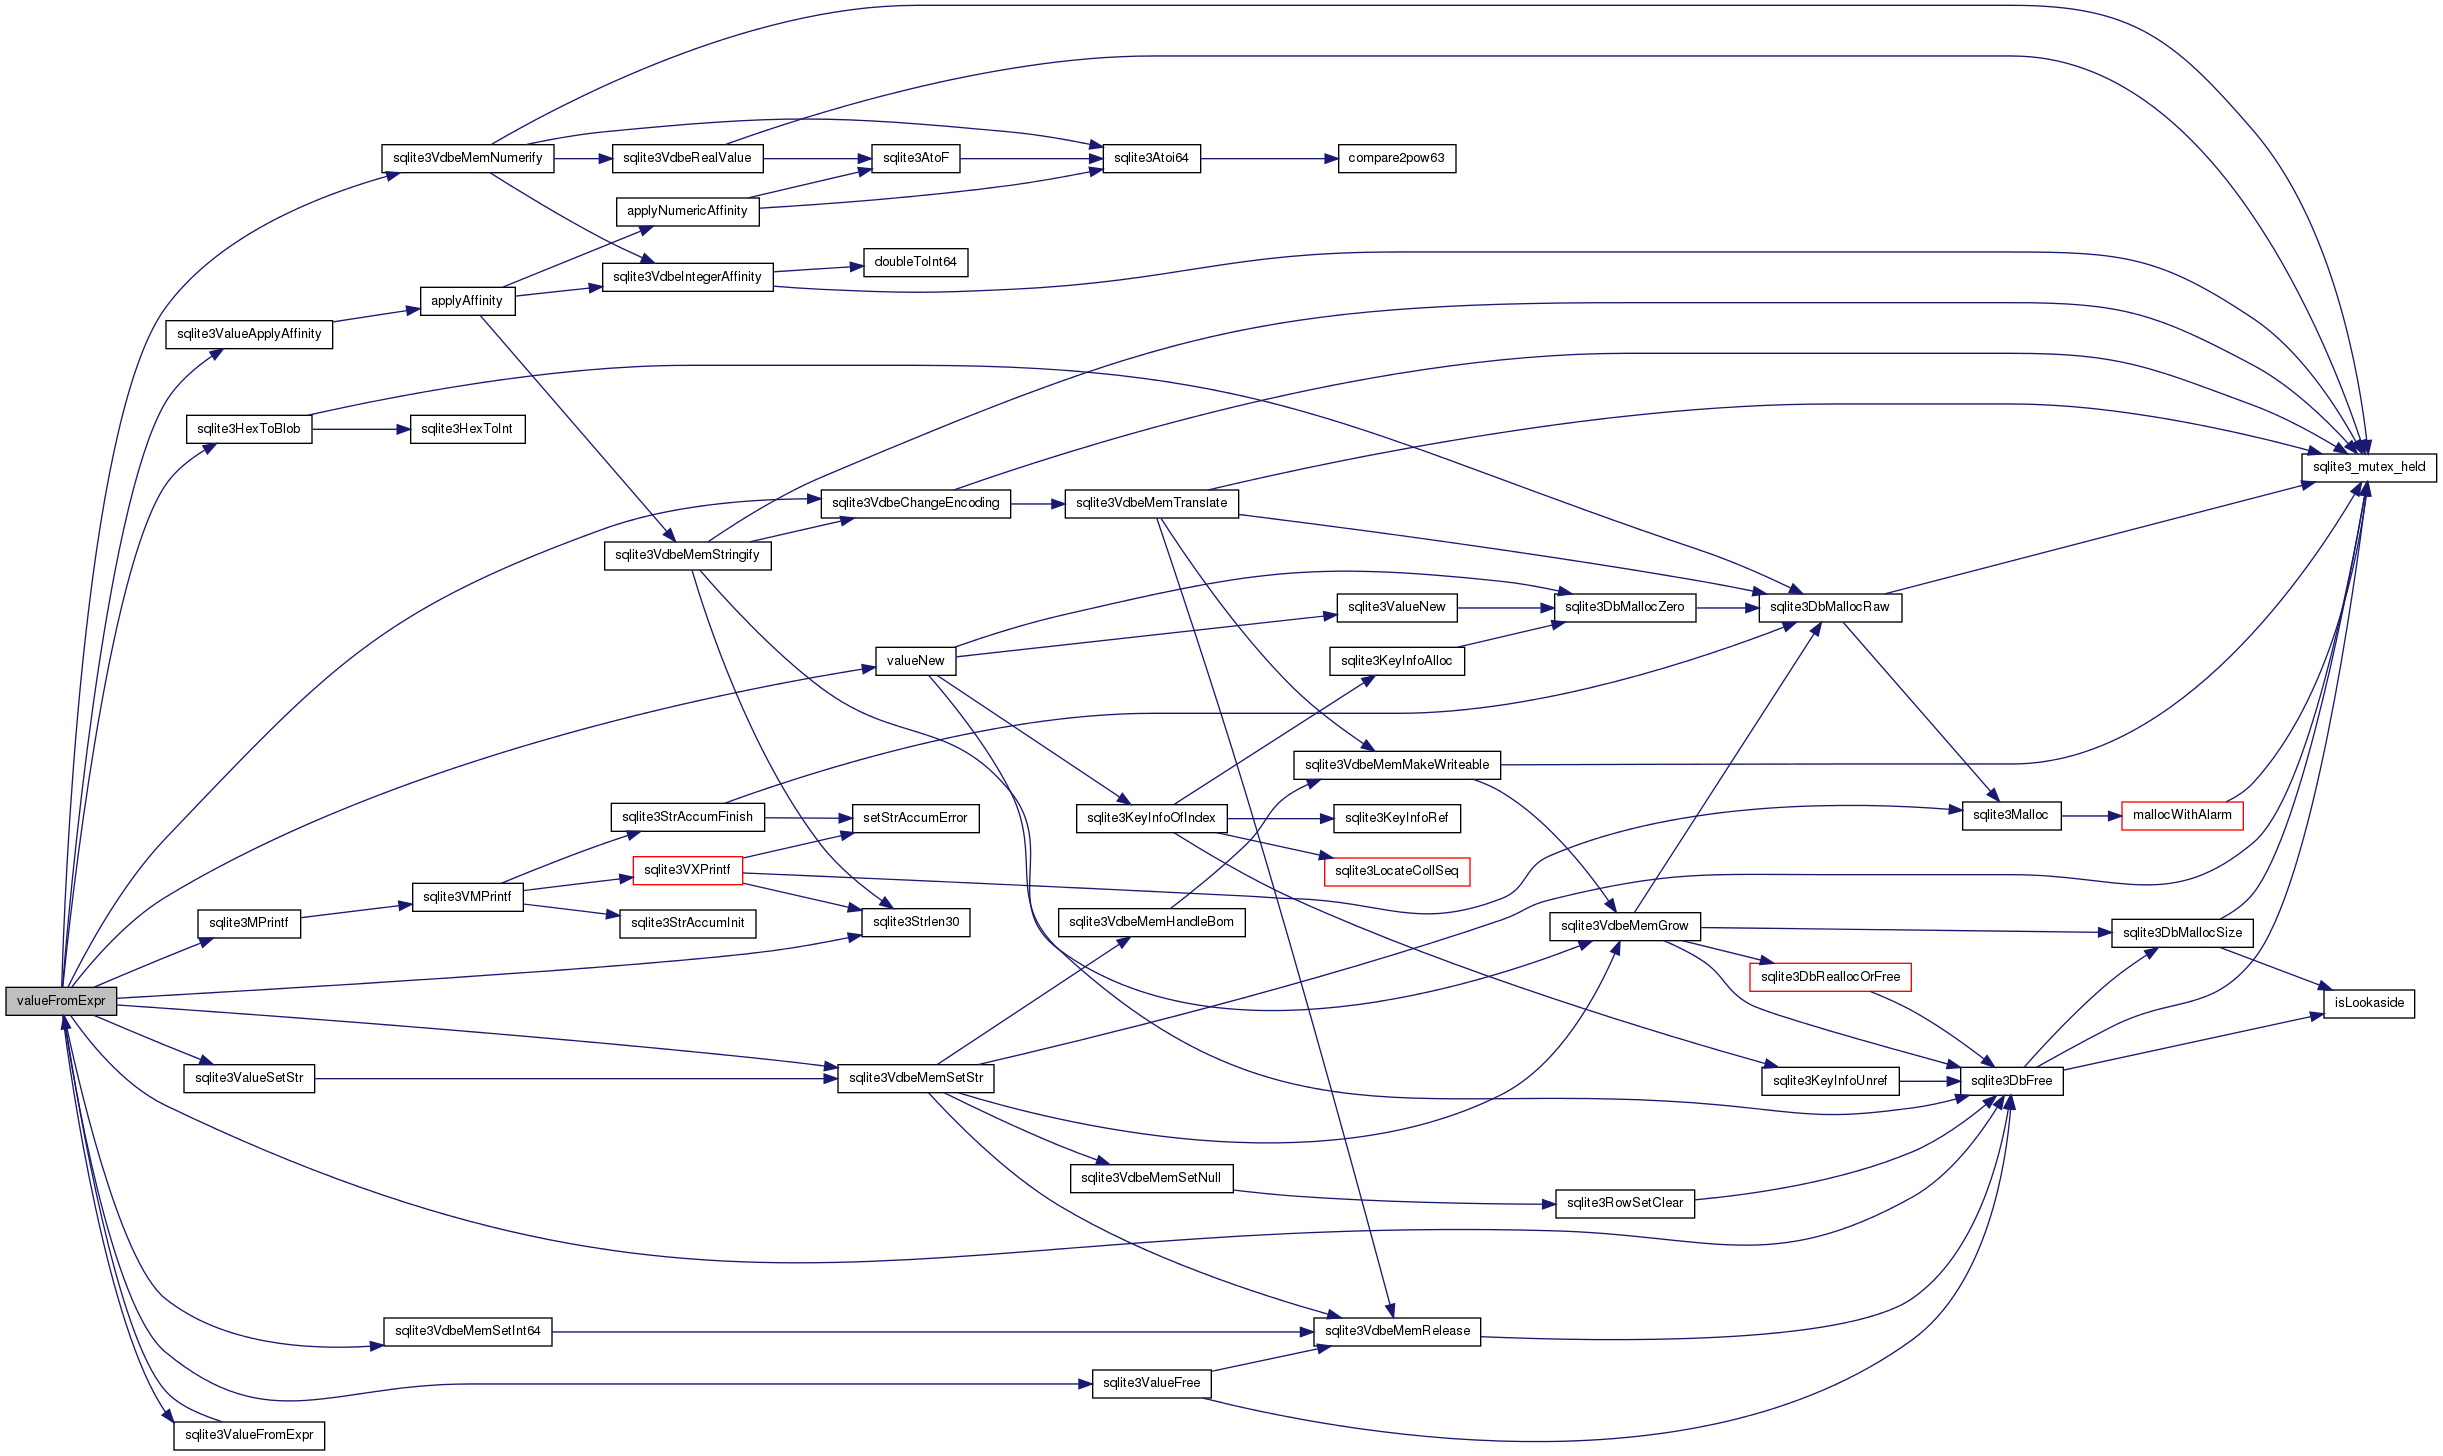 sqlite3VdbeMemNumerify
sqlite3VdbeRealValue
sqlite3AtoF
sqlite3Atoi64
compare2pow63
applyNumericAffinity
doubleToInt64
sqlite3VdbeIntegerAffinity
applyAffinity
sqlite3ValueApplyAffinity
sqlite3HexToBlob
sqlite3HexToInt
sqlite3_mutex_held
sqlite3VdbeChangeEncoding
sqlite3VdbeMemTranslate
sqlite3VdbeMemStringify
sqlite3ValueNew
sqlite3DbMallocZero
sqlite3DbMallocRaw
valueNew
sqlite3KeyInfoAlloc
sqlite3VdbeMemMakeWriteable
sqlite3StrAccumFinish
setStrAccumError
sqlite3KeyInfoOfIndex
sqlite3KeyInfoRef
sqlite3Malloc
mallocWithAlarm
sqlite3VXPrintf
sqlite3LocateCollSeq
sqlite3VMPrintf
sqlite3MPrintf
sqlite3StrAccumInit
sqlite3Strlen30
sqlite3VdbeMemHandleBom
sqlite3VdbeMemGrow
sqlite3DbMallocSize
sqlite3DbReallocOrFree
valueFromExpr
isLookaside
sqlite3ValueSetStr
sqlite3VdbeMemSetStr
sqlite3KeyInfoUnref
sqlite3DbFree
sqlite3VdbeMemSetNull
sqlite3RowSetClear
sqlite3VdbeMemSetInt64
sqlite3VdbeMemRelease
sqlite3ValueFree
sqlite3ValueFromExpr